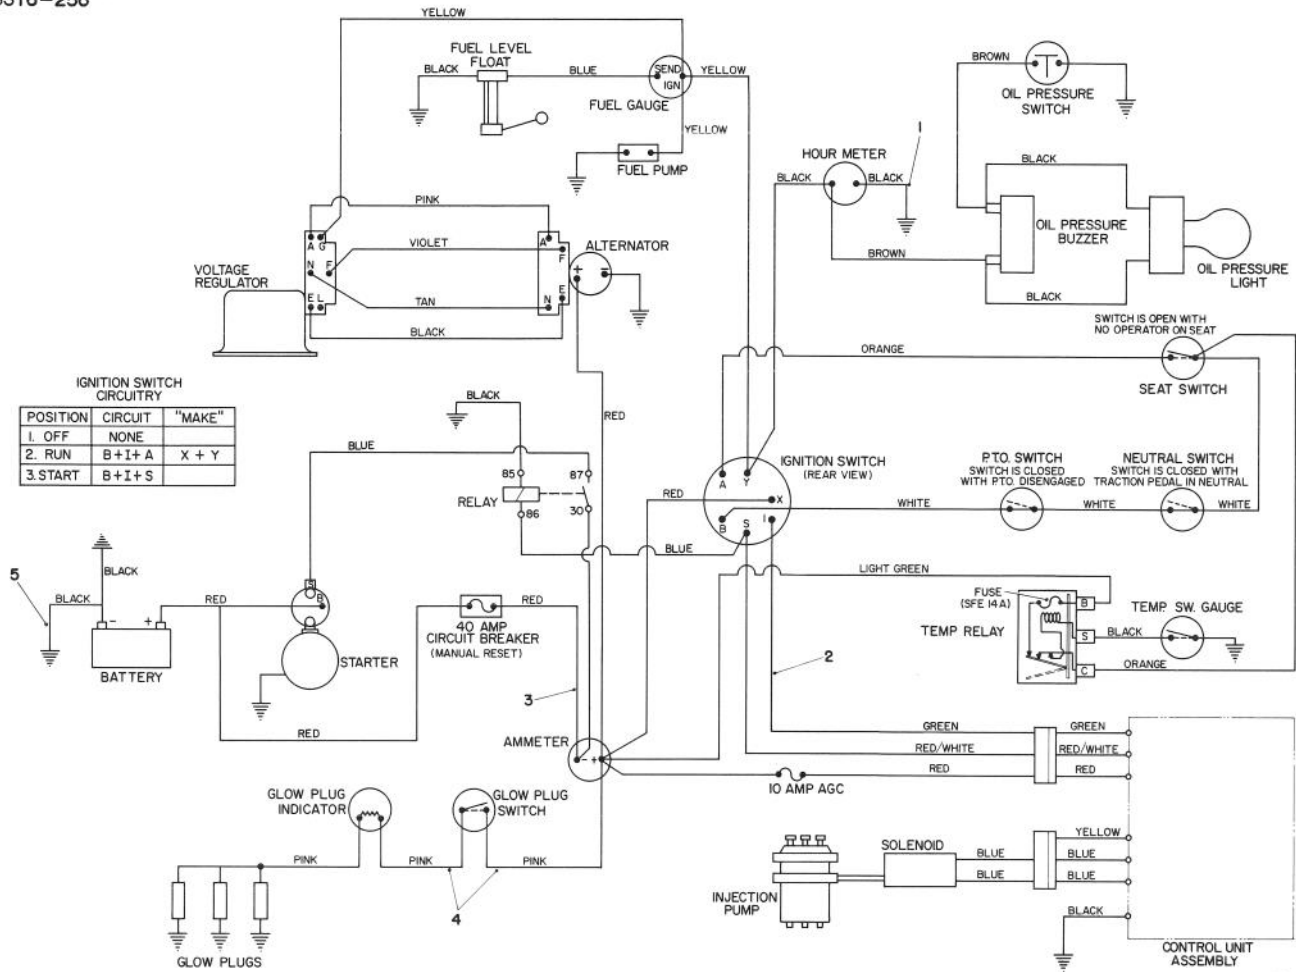 YELLOW
FUEL LEVEL
FLOAT
BLACK
BLUE
SEND
IGN
YELLOW
FUEL GAUGE
YELLOW
FUEL PUMP
BROWN
OIL PRESSURE
SWITCH
1
HOUR METER
BLACK
BLACK
BLACK
OIL PRESSURE
BUZZER
BROWN
OIL PRESSURE
LIGHT
BLACK
PINK
A G
N F
E L
VIOLET
TAN
BLACK
VOLTAGE
REGULATOR
A
F
E
N
ALTERNATOR
+ −
SWITCH IS OPEN WITH
NO OPERATOR ON SEAT
ORANGE
SEAT SWITCH
IGNITION SWITCH
CIRCUITRY
POSITION CIRCUIT "MAKE"
1. OFF NONE
2. RUN B+I+A X + Y
3. START B+I+S
BLACK
RED
BLUE
85
87
RELAY
86
30
RED
A Y
X
B S I
IGNITION SWITCH
(REAR VIEW)
P.T.O. SWITCH
SWITCH IS CLOSED
WITH P.T.O. DISENGAGED
NEUTRAL SWITCH
SWITCH IS CLOSED WITH
TRACTION PEDAL IN NEUTRAL
WHITE
WHITE
WHITE
BLUE
LIGHT GREEN
5
BLACK
BLACK
− +
RED
BATTERY
S
B
STARTER
RED
40 AMP
CIRCUIT BREAKER
(MANUAL RESET)
RED
3
2
FUSE
(SFE 14A)
TEMP RELAY
B
S
C
TEMP. SW. GAUGE
BLACK
ORANGE
AMMETER
− +
GREEN
GREEN
RED/WHITE
RED/WHITE
RED
RED
10 AMP AGC
GLOW PLUG
INDICATOR
GLOW PLUG
SWITCH
PINK
PINK
PINK
4
GLOW PLUGS
INJECTION
PUMP
SOLENOID
BLUE
BLUE
YELLOW
BLUE
BLUE
BLACK
CONTROL UNIT
ASSEMBLY